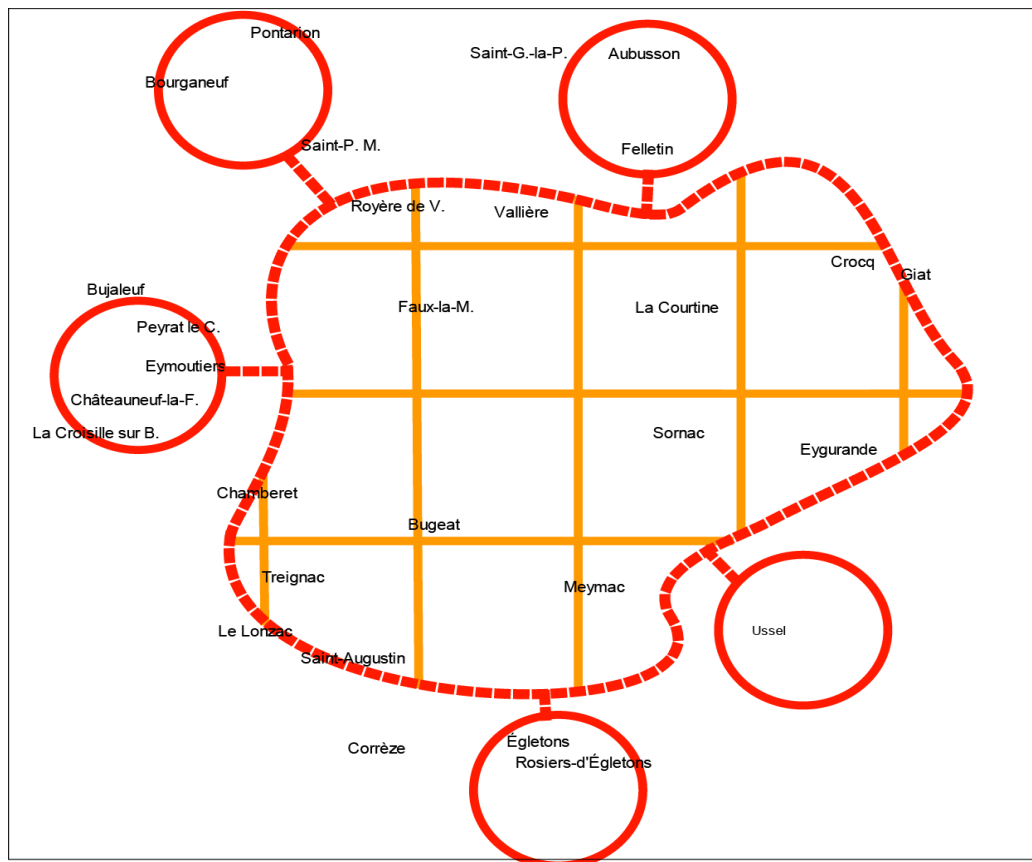 Pontarion
Saint-G.-la-P.
Aubusson
Bourganeuf
Saint-P. M.
Felletin
Royère de V.
Vallière
Crocq
Giat
Bujaleuf
Faux-la-M.
La Courtine
Peyrat le C.
Eymoutiers
Châteauneuf-la-F.
La Croisille sur B.
Sornac
Eygurande
Chamberet
Bugeat
Treignac
Meymac
Le Lonzac
Ussel
Saint-Augustin
Corrèze
Égletons
Rosiers-d'Égletons